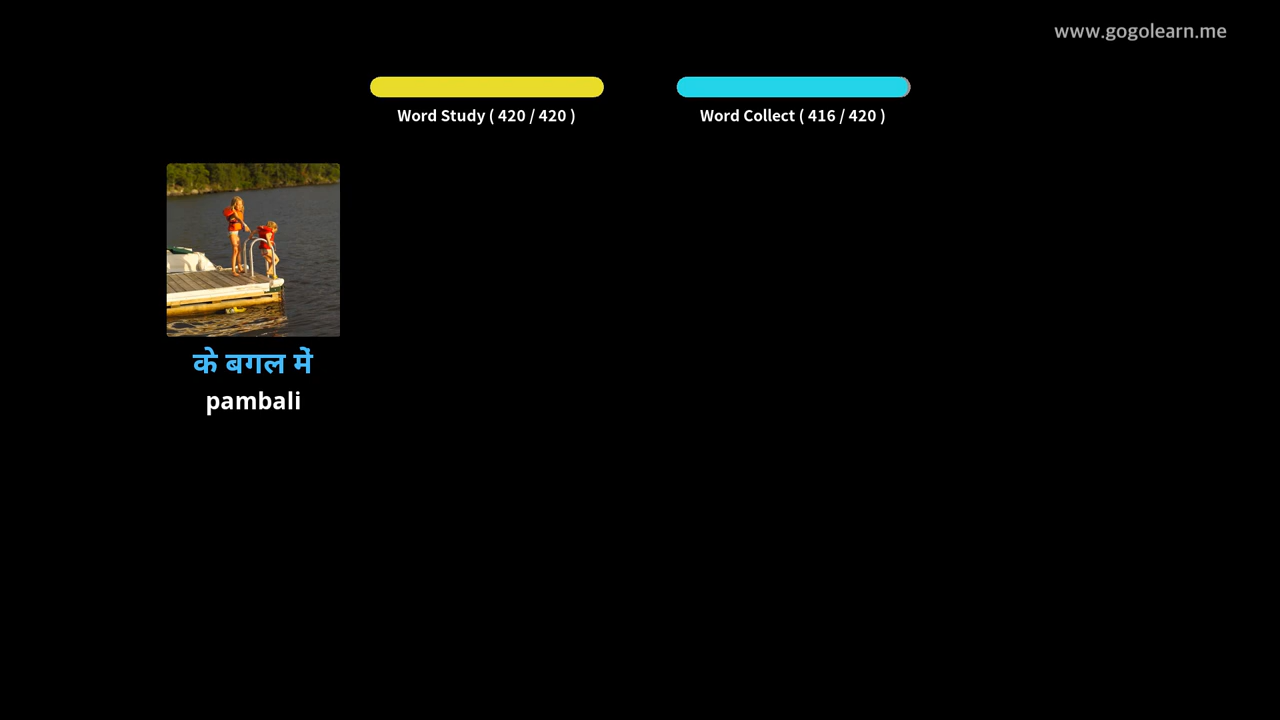 www.gogolearn.me
Word Study ( 420 / 420 )
Word Collect ( 416 / 420 )
के बगल में
pambali